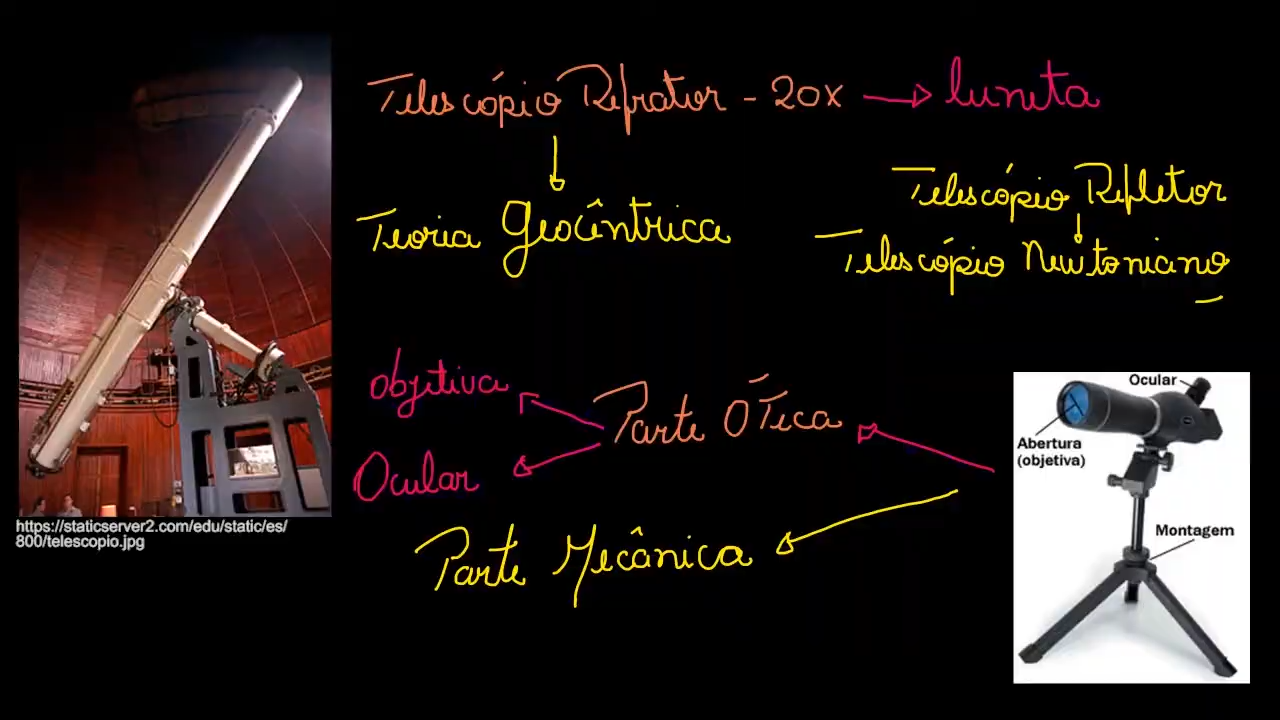 Telescópio Refrator - 20x → luneta
Teoria Geocêntrica
Telescópio Refletor
Telescópio Newtoniano
objetiva
Ocular
Parte Ótica
Parte Mecânica
https://staticserver2.com/edu/static/es/
800/telescopio.jpg
Ocular
Abertura
(objetiva)
Montagem